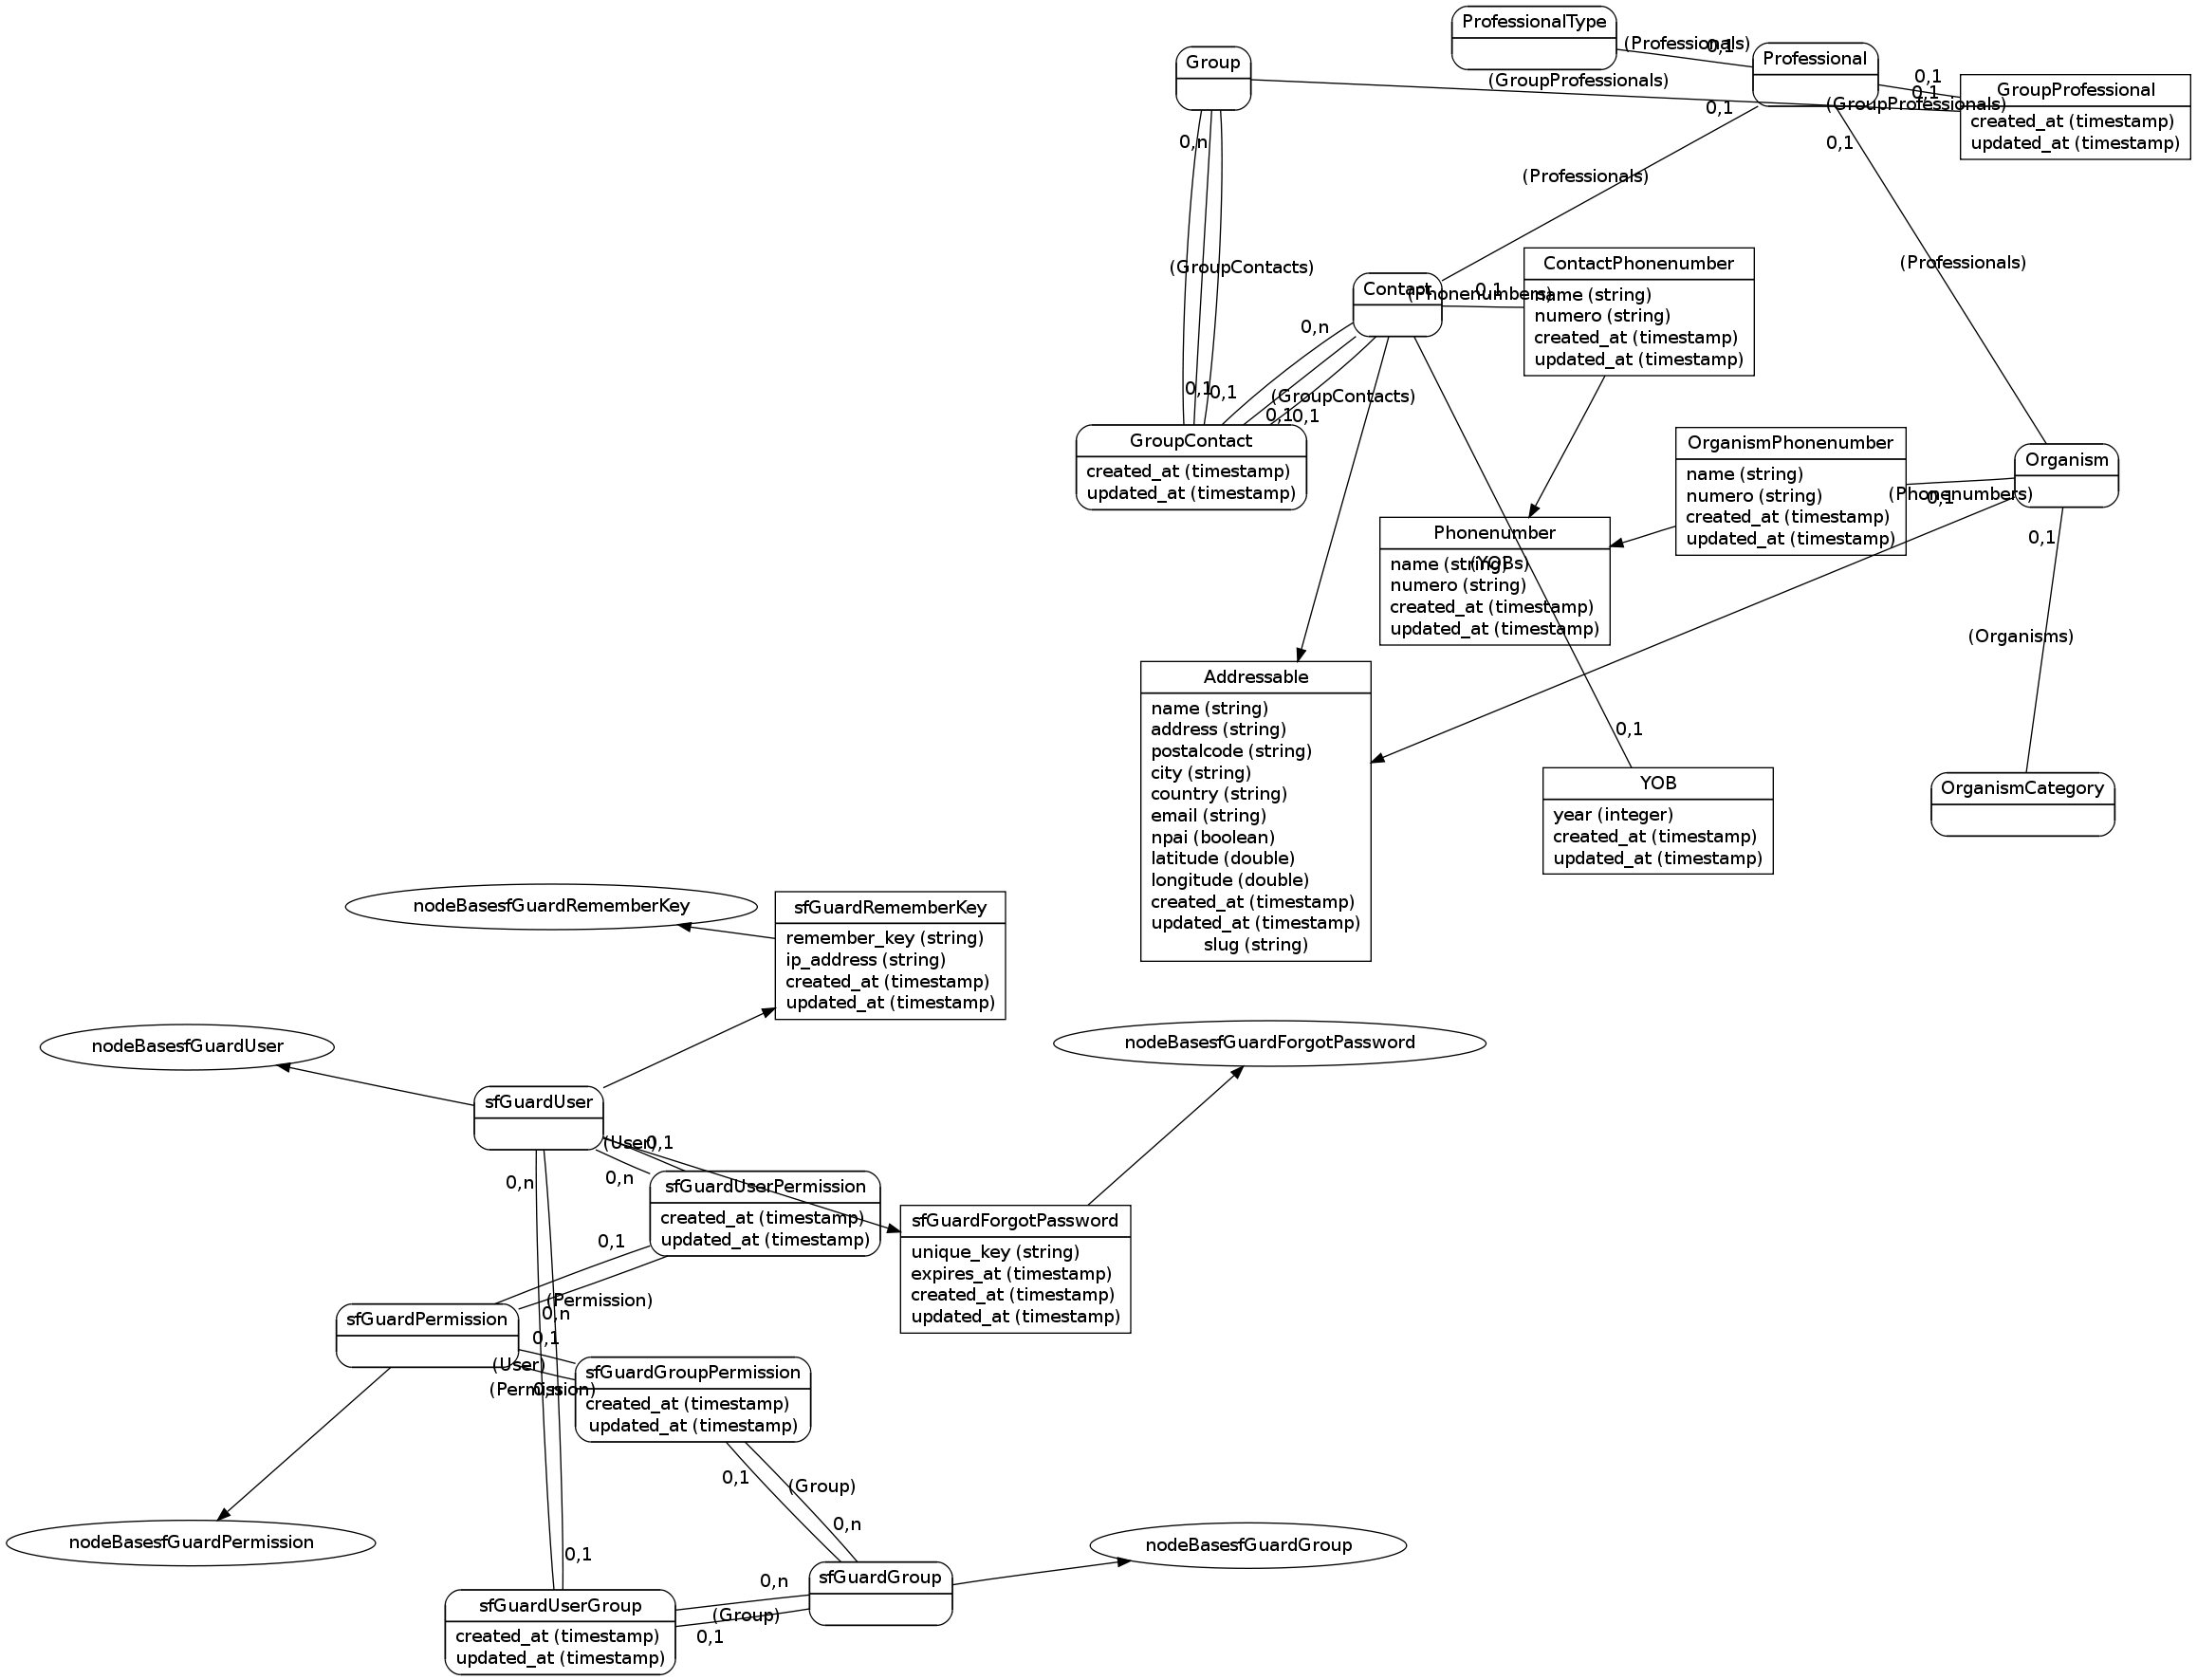 ProfessionalType
(Professionals)
0,1
Professional
Group
(GroupProfessionals)
0,1
0,1
(GroupProfessionals)
GroupProfessional
created_at (timestamp)
updated_at (timestamp)
0,1
0,1
0,n
(Professionals)
(Professionals)
(GroupContacts)
Contact
(Phonenumbers)
0,1
ContactPhonenumber
name (string)
numero (string)
created_at (timestamp)
updated_at (timestamp)
0,n
0,1
0,1
(GroupContacts)
0,1
0,1
GroupContact
created_at (timestamp)
updated_at (timestamp)
OrganismPhonenumber
name (string)
numero (string)
created_at (timestamp)
updated_at (timestamp)
Organism
(Phonenumbers)
0,1
0,1
Phonenumber
name (string)
numero (string)
created_at (timestamp)
updated_at (timestamp)
(YOBs)
(Organisms)
Addressable
name (string)
address (string)
postalcode (string)
city (string)
country (string)
email (string)
npai (boolean)
latitude (double)
longitude (double)
created_at (timestamp)
updated_at (timestamp)
slug (string)
0,1
YOB
year (integer)
created_at (timestamp)
updated_at (timestamp)
OrganismCategory
nodeBasesfGuardRememberKey
sfGuardRememberKey
remember_key (string)
ip_address (string)
created_at (timestamp)
updated_at (timestamp)
nodeBasesfGuardUser
nodeBasesfGuardForgotPassword
sfGuardUser
(User)
0,1
0,n
0,n
sfGuardUserPermission
created_at (timestamp)
updated_at (timestamp)
sfGuardForgotPassword
unique_key (string)
expires_at (timestamp)
created_at (timestamp)
updated_at (timestamp)
0,1
(Permission)
0,n
sfGuardPermission
0,1
(User)
(Permission)
0,n
sfGuardGroupPermission
created_at (timestamp)
updated_at (timestamp)
0,1
(Group)
0,n
nodeBasesfGuardPermission
nodeBasesfGuardGroup
0,1
sfGuardGroup
0,n
(Group)
0,1
sfGuardUserGroup
created_at (timestamp)
updated_at (timestamp)